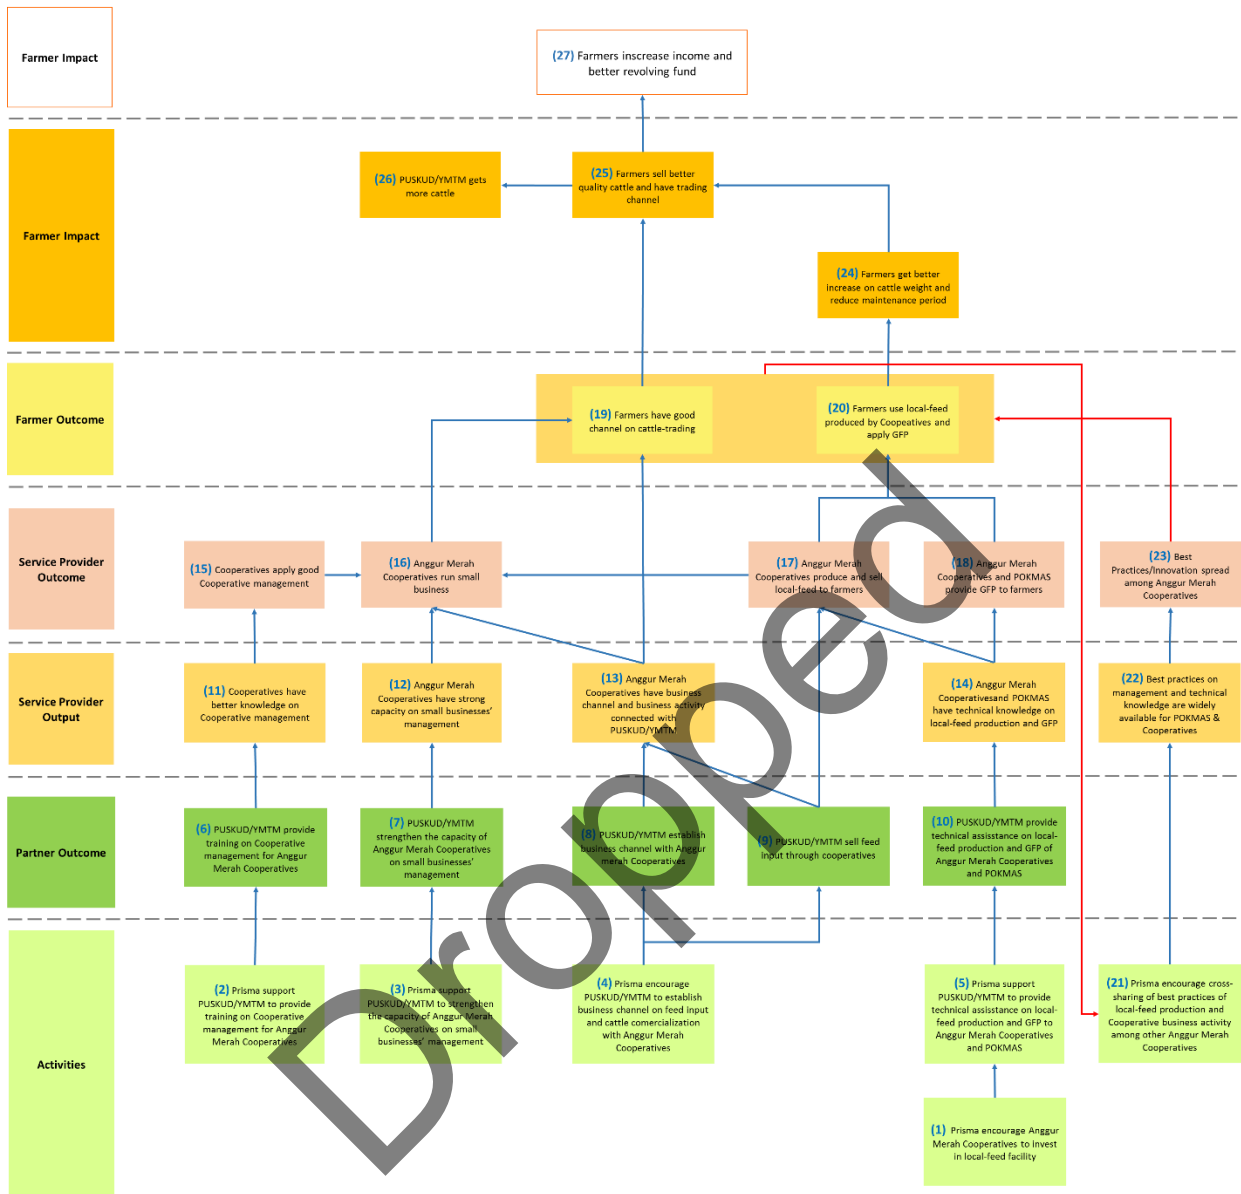 Farmer Impact
(27) Farmers inscrease income and
better revolving fund
Farmer Impact
(26) PUSKUD/YMTM gets
more cattle
(25) Farmers sell better
quality cattle and have trading
channel
(24) Farmers get better
increase on cattle weight and
reduce maintenance period
Farmer Outcome
(19) Farmers have good
channel on cattle-trading
(20) Farmers use local-feed
produced by Coopeatives and
apply GFP
Service Provider
Outcome
(15) Cooperatives apply good
Cooperative management
(16) Anggur Merah
Cooperatives run small
business
(17) Anggur Merah
Cooperatives produce and sell
local-feed to farmers
(18) Anggur Merah
Cooperatives and POKMAS
provide GFP to farmers
(23) Best
Practices/Innovation spread
among Anggur Merah
Cooperatives
Service Provider
Output
(11) Cooperatives have
better knowledge on
Cooperative management
(12) Anggur Merah
Cooperatives have strong
capacity on small businesses'
management
(13) Anggur Merah
Cooperatives have business
channel and business activity
connected with
PUSKUD/YMTM
(14) Anggur Merah
Cooperativesand POKMAS
have technical knowledge on
local-feed production and GFP
(22) Best practices on
management and technical
knowledge are widely
available for POKMAS &
Cooperatives
Partner Outcome
(6) PUSKUD/YMTM provide
training on Cooperative
management for Anggur
Merah Cooperatives
(7) PUSKUD/YMTM
strengthen the capacity of
Anggur Merah Cooperatives
on small businesses'
management
(8) PUSKUD/YMTM establish
business channel with Anggur
merah Cooperatives
(9) PUSKUD/YMTM sell feed
input through cooperatives
(10) PUSKUD/YMTM provide
technical assistance on local-
feed production and GFP of
Anggur Merah Cooperatives
and POKMAS
Activities
(2) Prisma support
PUSKUD/YMTM to provide
training on Cooperative
management for Anggur
Merah Cooperatives
(3) Prisma support
PUSKUD/YMTM to strengthen
the capacity of Anggur Merah
Cooperatives on small
businesses' management
(4) Prisma encourage
PUSKUD/YMTM to establish
business channel on feed input
and cattle comercialization
with Anggur Merah
Cooperatives
(5) Prisma support
PUSKUD/YMTM to provide
technical assistance on local-
feed production and GFP to
Anggur Merah Cooperatives
and POKMAS
(21) Prisma encourage cross-
sharing of best practices of
local-feed production and
Cooperative business activity
among other Anggur Merah
Cooperatives
(1) Prisma encourage Anggur
Merah Cooperatives to invest
in local-feed facility
Dropped